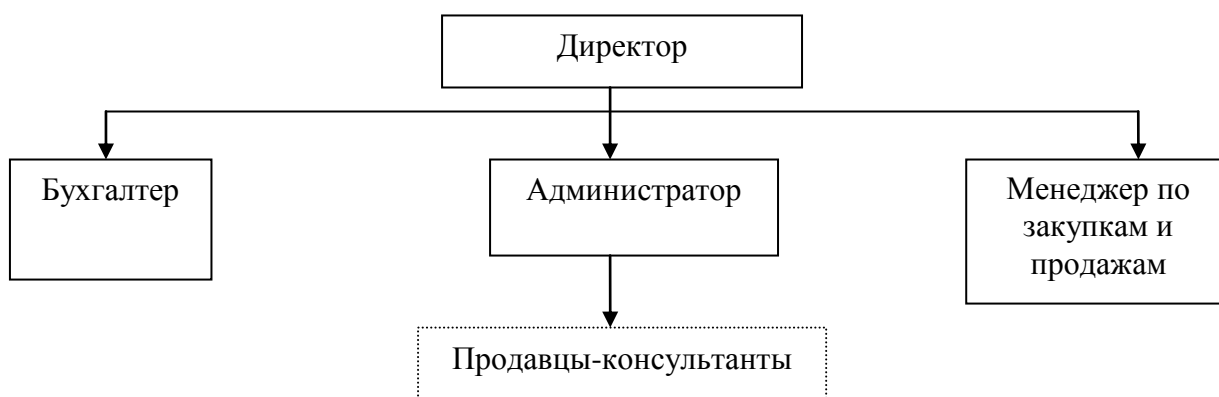 Директор
Бухгалтер
Администратор
Менеджер по
закупкам и
продажам
Продавцы-консультанты